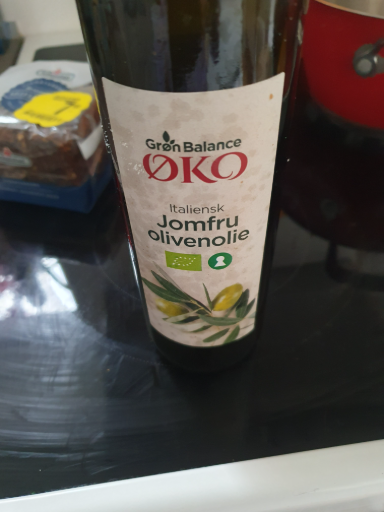 Grøn Balance
ØKO
Italiensk
Jomfru
olivenolie